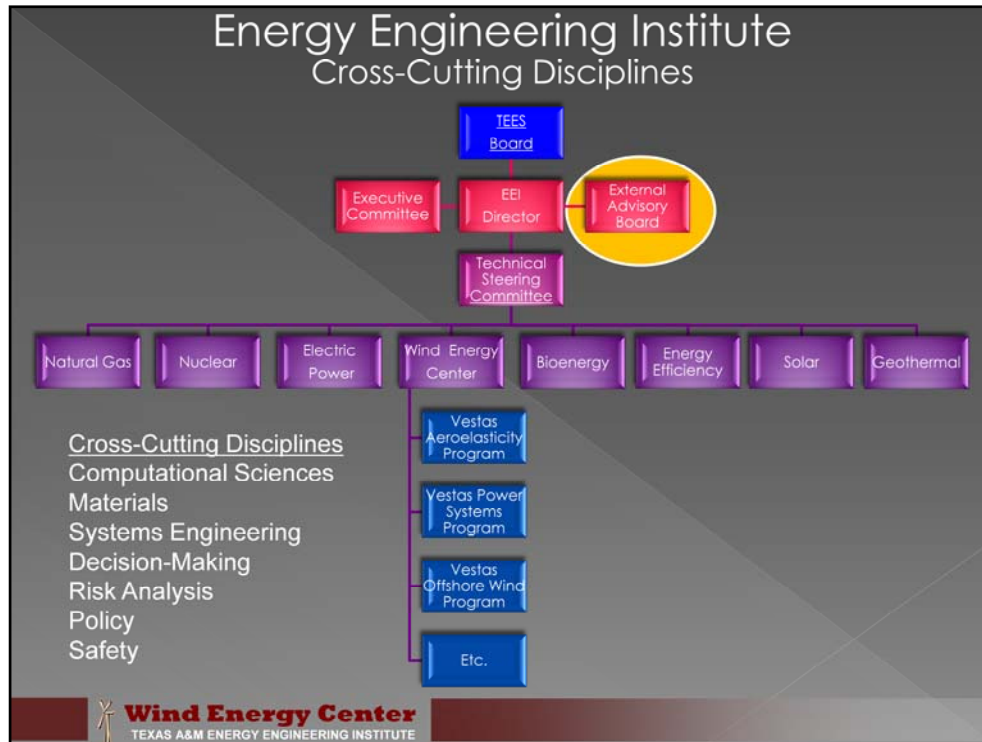 Energy Engineering Institute
Cross-Cutting Disciplines
TEES
Board
Executive
Committee
EEI
Director
External
Advisory
Board
Technical
Steering
Committee
Natural Gas
Nuclear
Electric
Power
Wind Energy
Center
Bioenergy
Energy
Efficiency
Solar
Geothermal
Vestas
Aeroelasticity
Program
Vestas Power
Systems
Program
Vestas
Offshore Wind
Program
Etc.
Cross-Cutting Disciplines
Computational Sciences
Materials
Systems Engineering
Decision-Making
Risk Analysis
Policy
Safety
Wind Energy Center
TEXAS A&M ENERGY ENGINEERING INSTITUTE